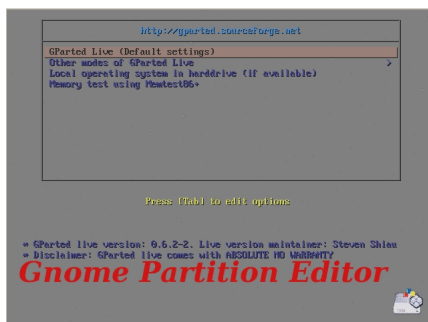 http://gparted.sourceforge.net
GParted Live (Default settings)
Other modes of GParted Live >
Local operating system in harddrive (if available)
Memory test using Memtest86+
Press [Tab] to edit options
* GParted live version: 0.6.2-2. Live version maintainer: Steven Shiau
* Disclaimer: GParted live comes with ABSOLUTE NO WARRANTY
Gnome Partition Editor